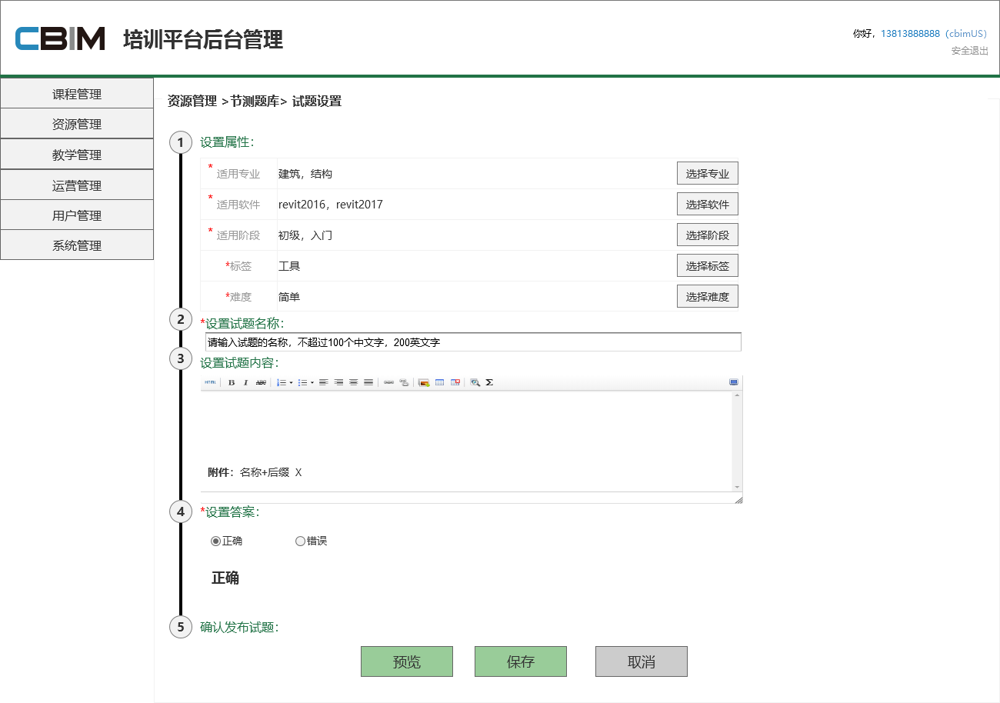 CBIM 培训平台后台管理
你好，13813888888（cbimUS）
安全退出
课程管理
资源管理
教学管理
运营管理
用户管理
系统管理
资源管理 >节测题库> 试题设置
1 设置属性：
* 适用专业 建筑，结构 选择专业
* 适用软件 revit2016，revit2017 选择软件
* 适用阶段 初级，入门 选择阶段
*标签 工具 选择标签
*难度 简单 选择难度
2 *设置试题名称：
请输入试题的名称，不超过100个中文字，200英文字
3 设置试题内容：
HTML B I ABC Σ
附件：名称+后缀 X
4 *设置答案：
正确 错误
正确
5 确认发布试题：
预览 保存 取消